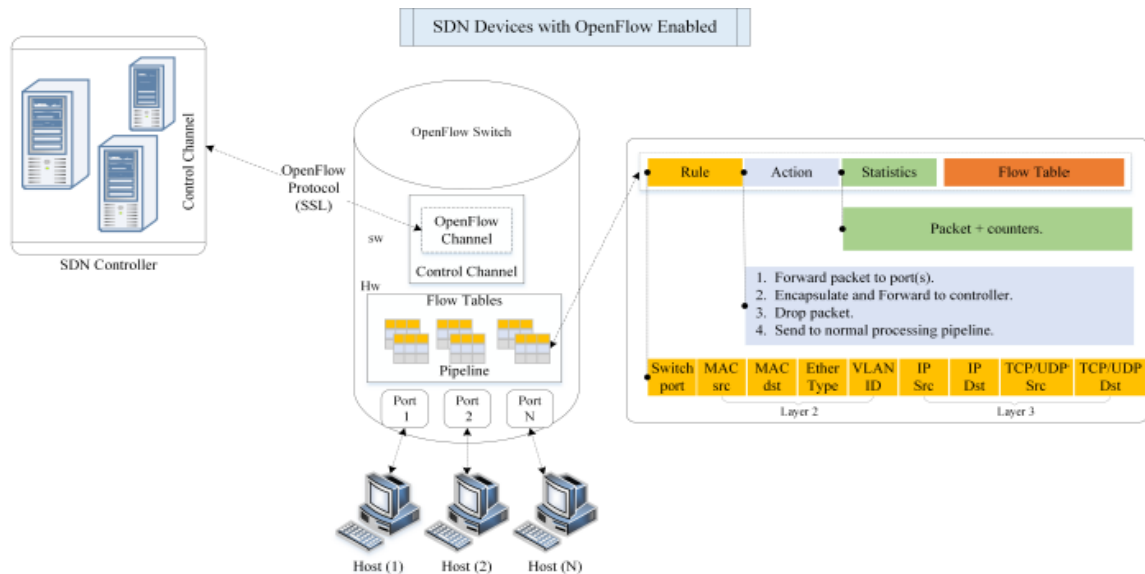 SDN Devices with OpenFlow Enabled
Control Channel
SDN Controller
OpenFlow
Protocol
(SSL)
OpenFlow Switch
OpenFlow
Channel
Control Channel
sw
Hw
Flow Tables
Pipeline
Port
1
Port
2
Port
N
Host (1)
Host (2)
Host (N)
Rule
Action
Statistics
Flow Table
Packet + counters.
1. Forward packet to port(s).
2. Encapsulate and Forward to controller.
3. Drop packet.
4. Send to normal processing pipeline.
Switch
port
MAC
src
MAC
dst
Ether
Type
VLAN
ID
IP
Src
IP
Dst
TCP/UDP
Src
TCP/UDP
Dst
Layer 2
Layer 3